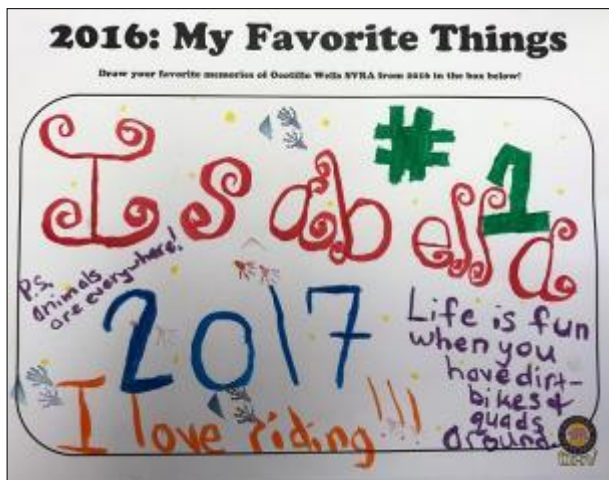 2016: My Favorite Things
Draw your favorite memories of Ocotillo Wells SVRA from 2016 in the box below!
#1
Isabella
P.S.
animals
are everywhere!
2017
Life is fun
when you
have dirt-
bikes &
quads
around.
I love riding!!!